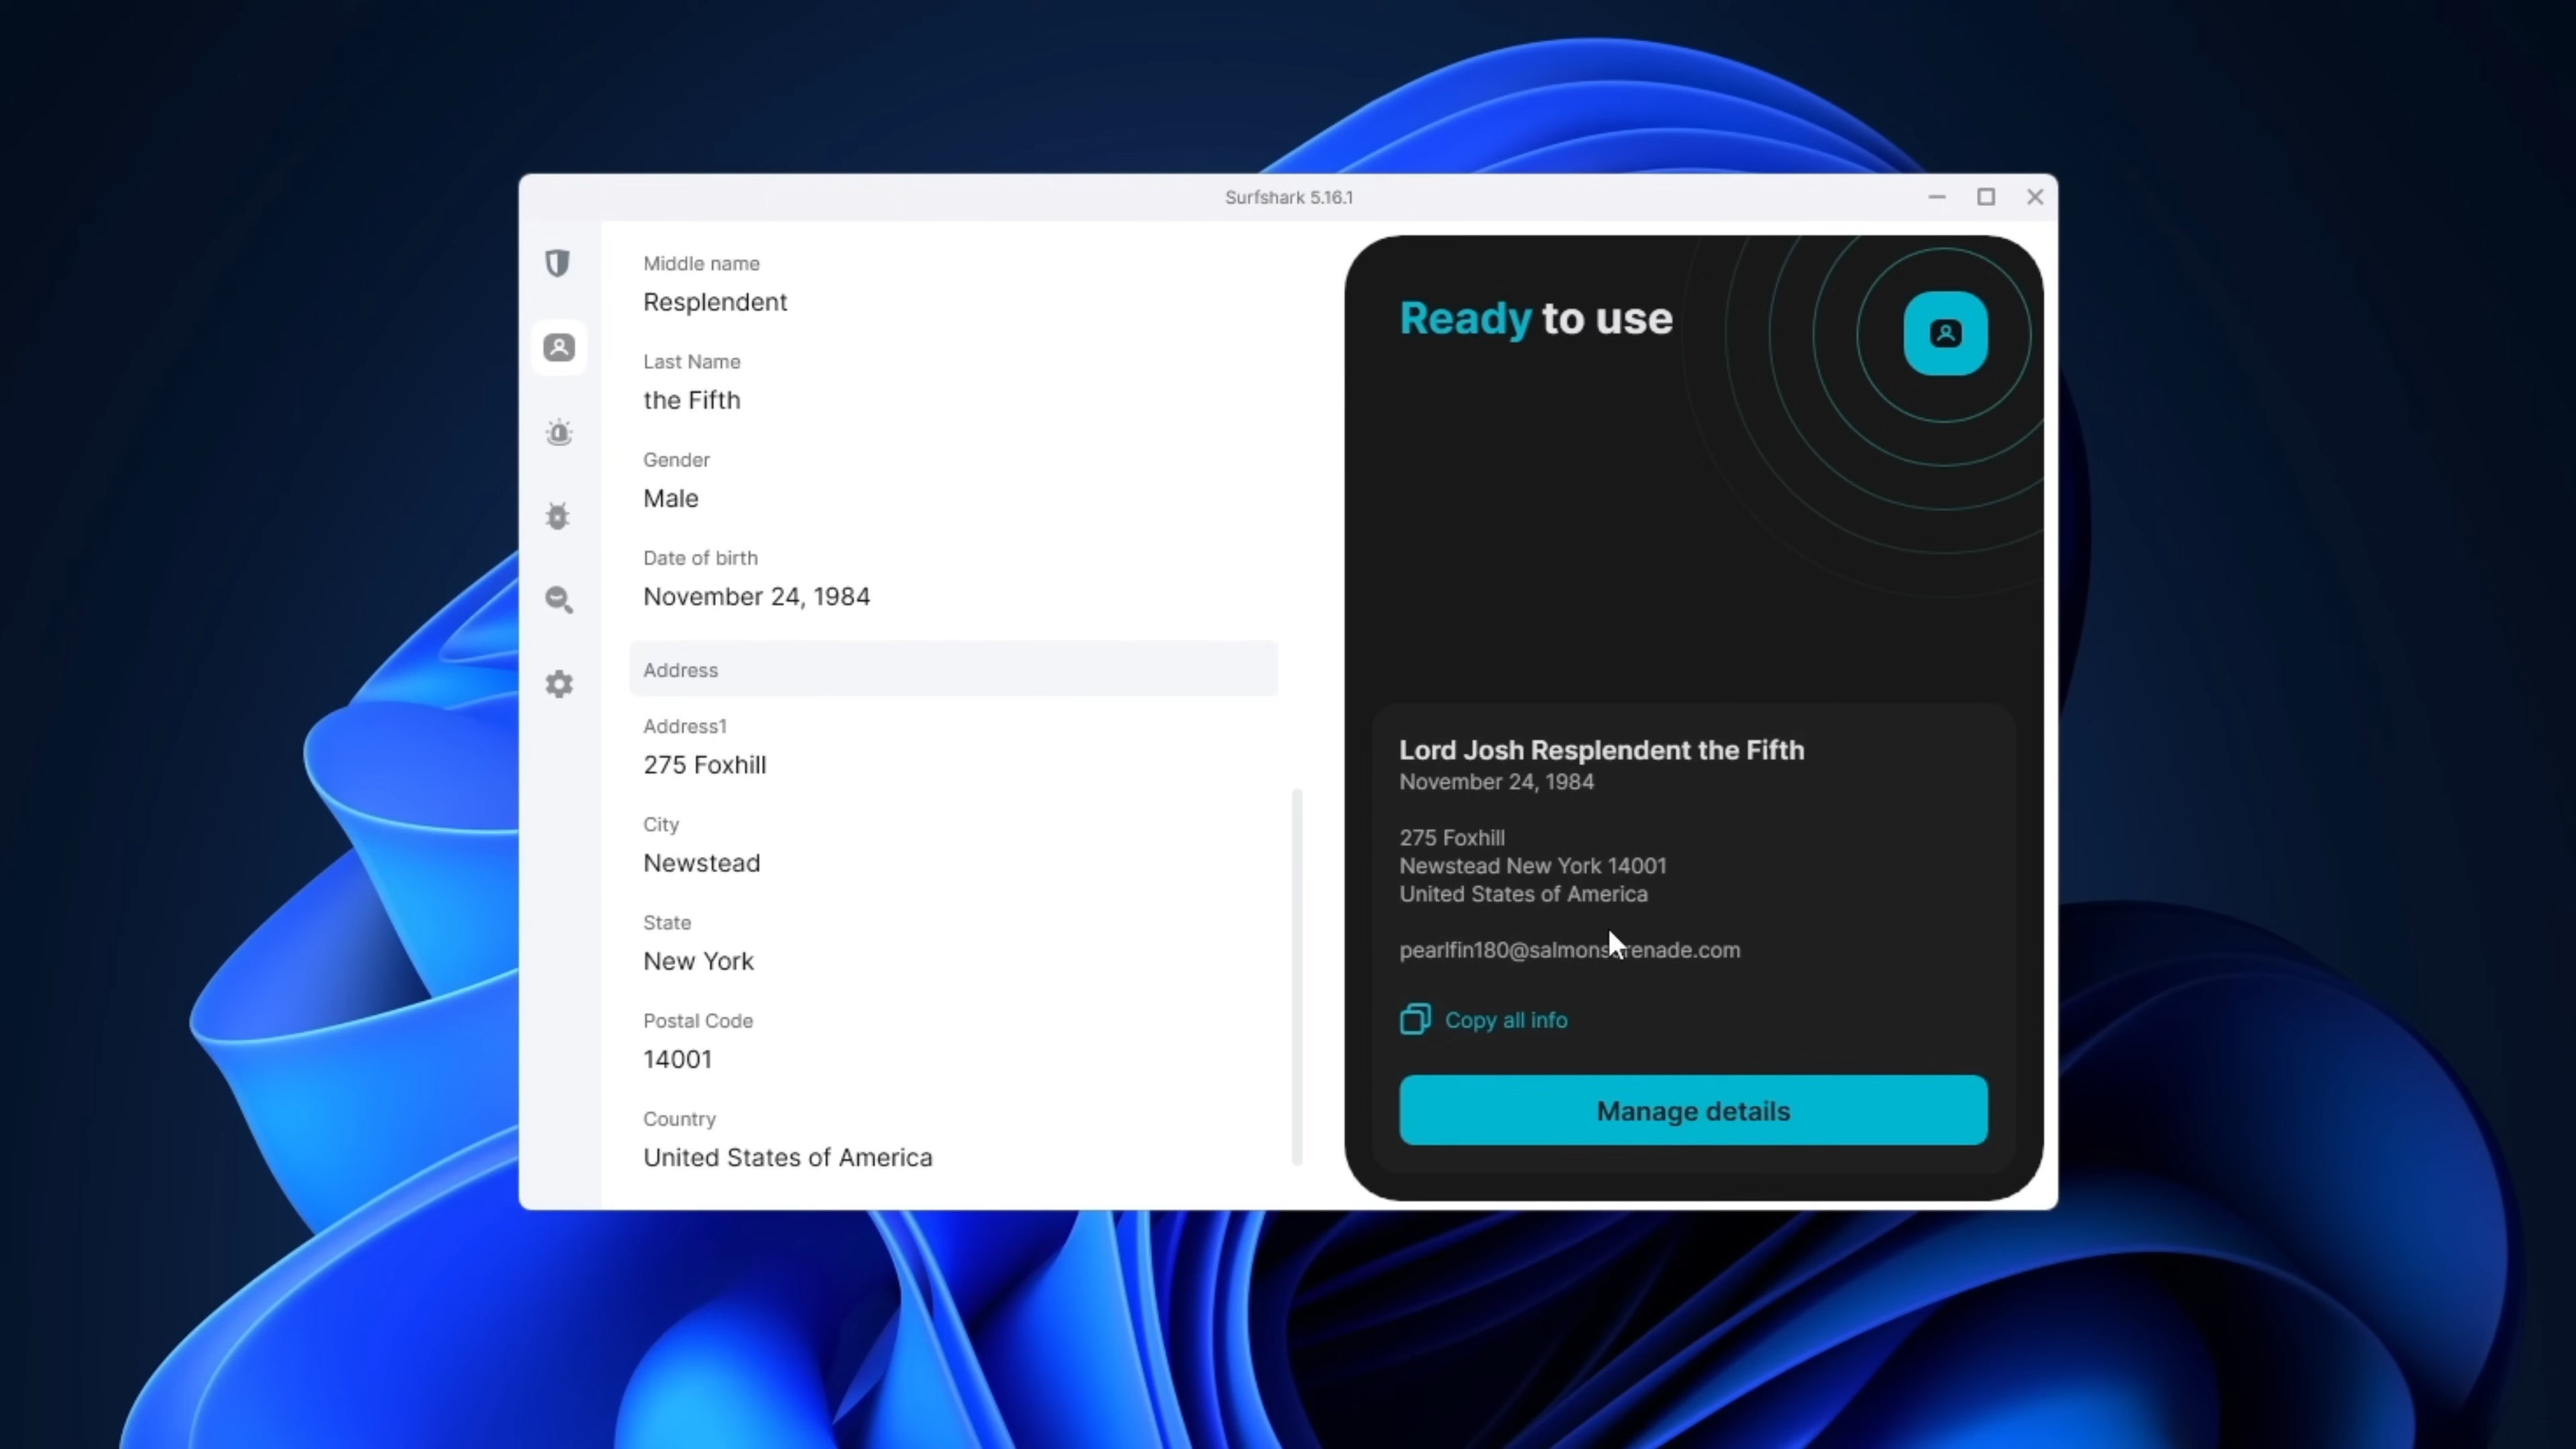 Surfshark 5.16.1
Middle name
Resplendent
Last Name
the Fifth
Gender
Male
Date of birth
November 24, 1984
Address
Address1
275 Foxhill
City
Newstead
State
New York
Postal Code
14001
Country
United States of America
Ready to use
Lord Josh Resplendent the Fifth
November 24, 1984
275 Foxhill
Newstead New York 14001
United States of America
pearlfin180@salmonserenade.com
Copy all info
Manage details